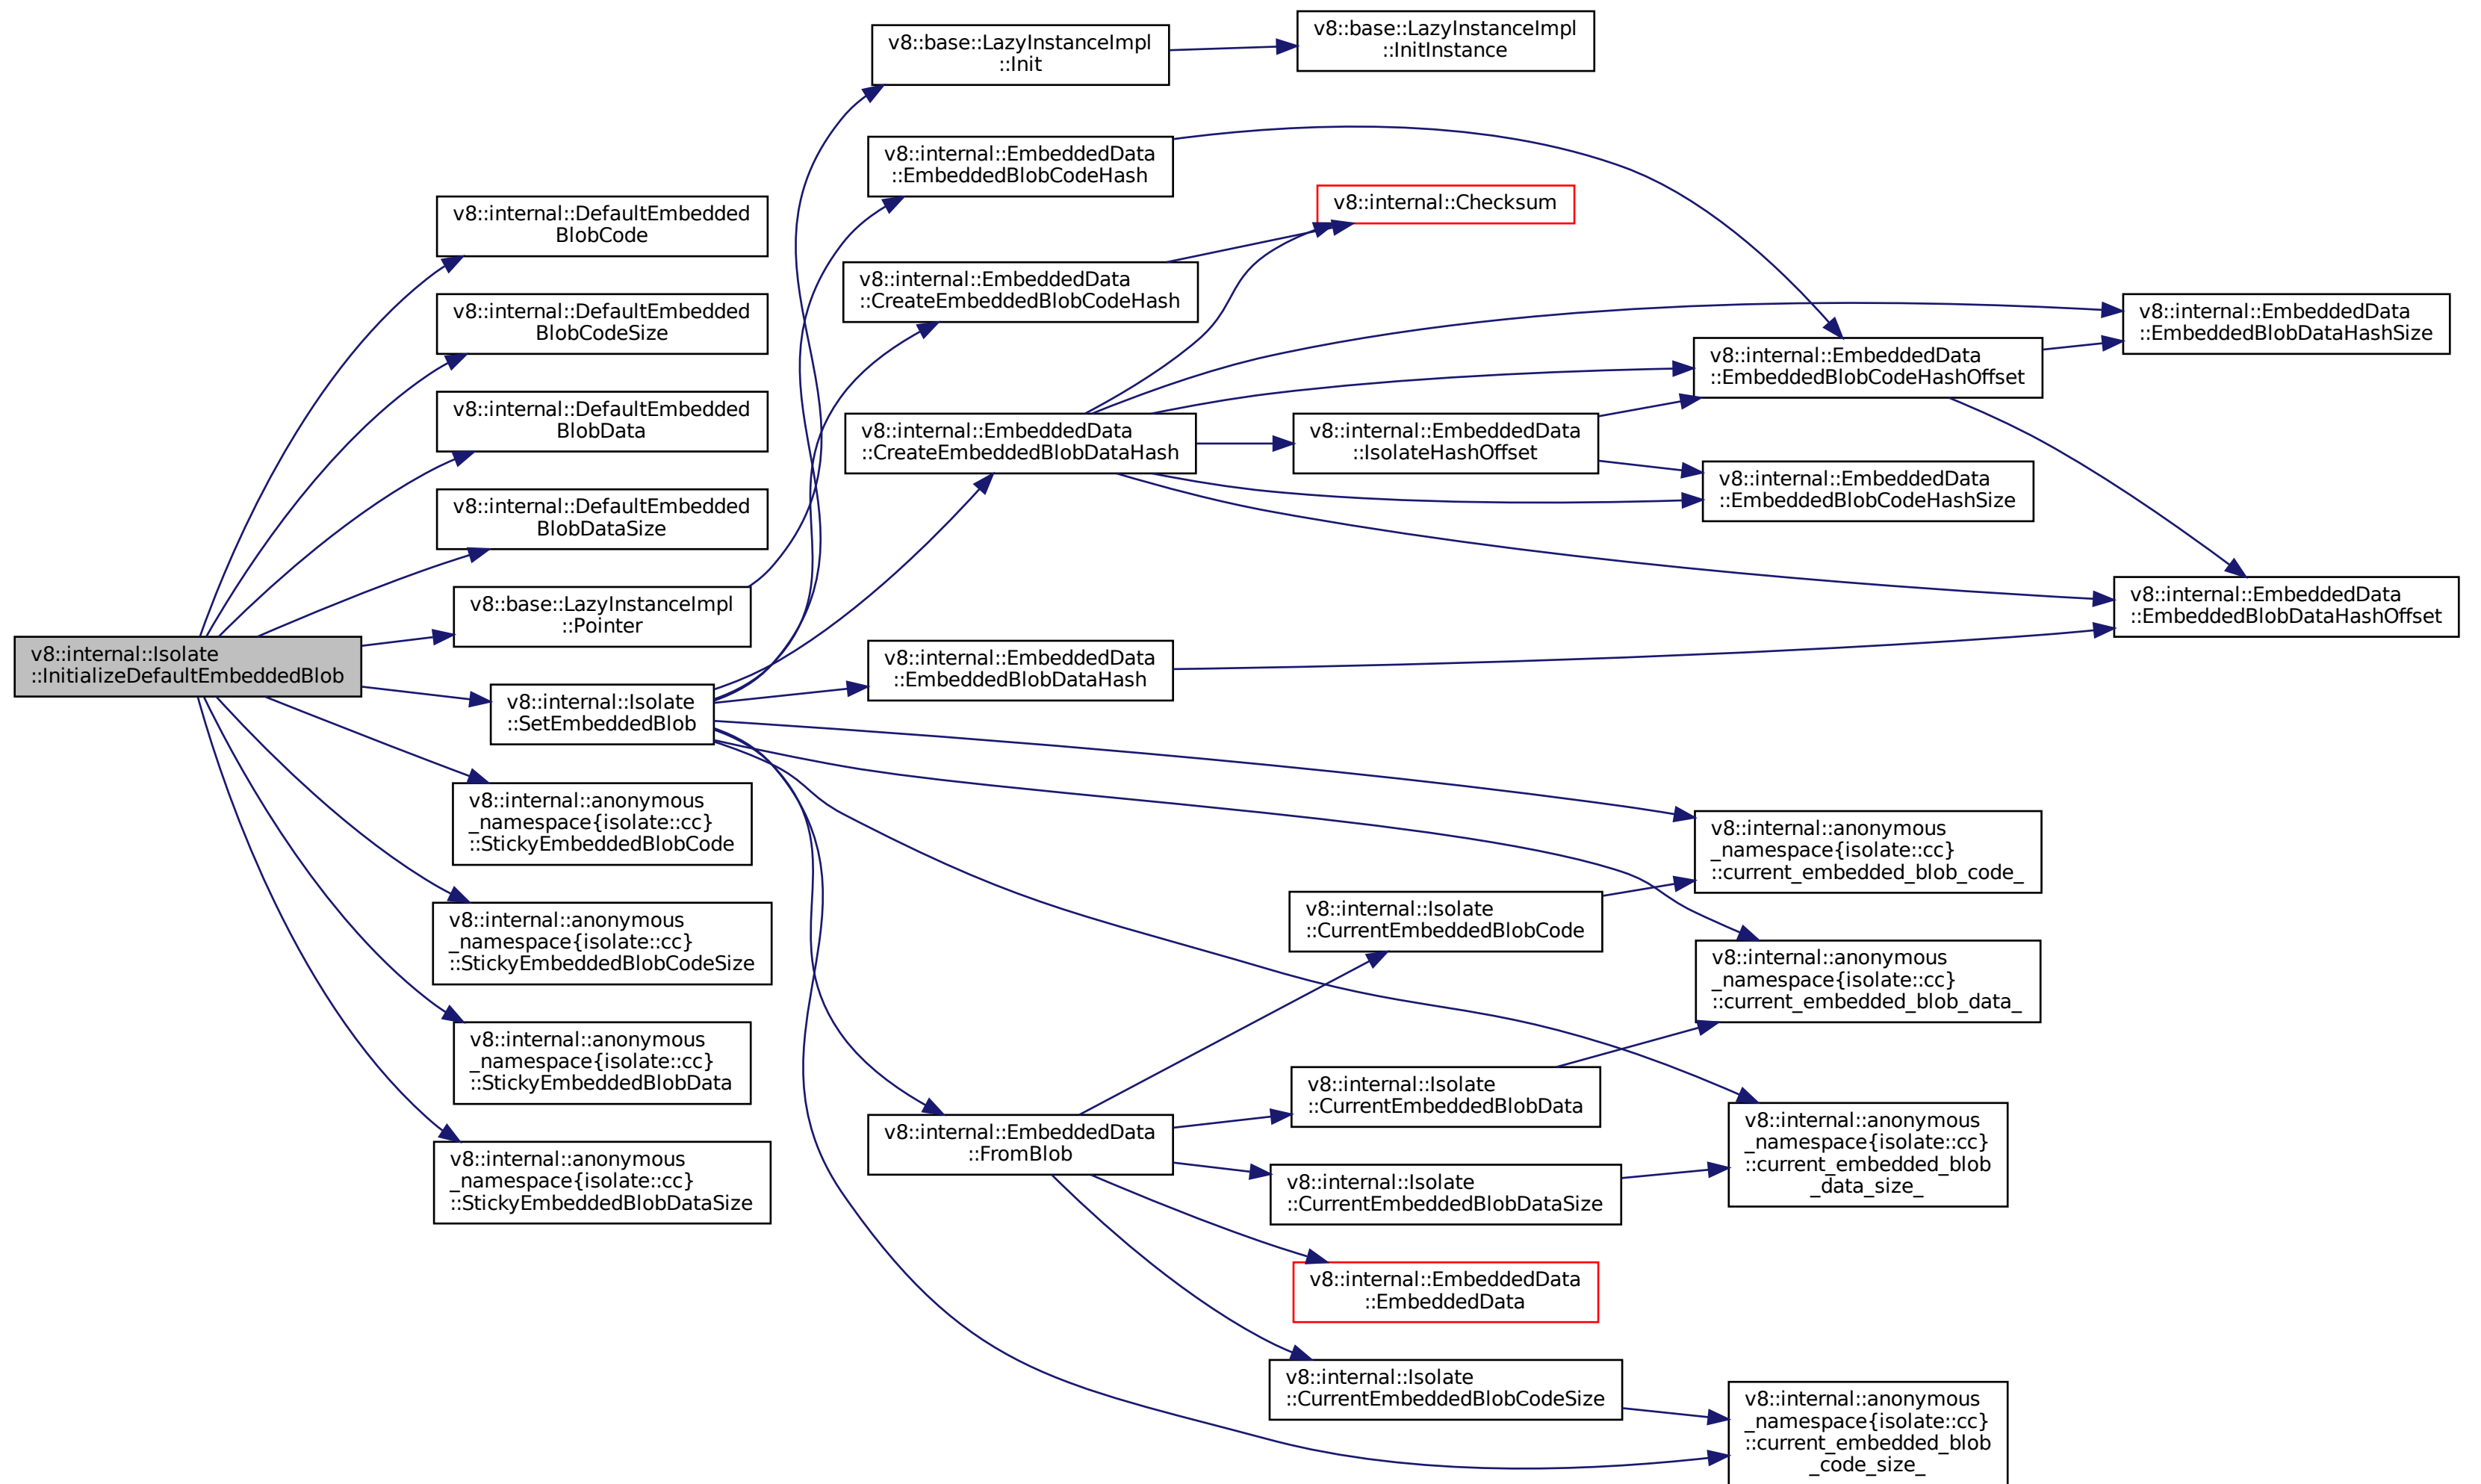 v8::internal::Isolate
::InitializeDefaultEmbeddedBlob
v8::internal::DefaultEmbedded
BlobCode
v8::internal::DefaultEmbedded
BlobCodeSize
v8::internal::DefaultEmbedded
BlobData
v8::internal::DefaultEmbedded
BlobDataSize
v8::base::LazyInstanceImpl
::Pointer
v8::internal::Isolate
::SetEmbeddedBlob
v8::internal::anonymous
_namespace{isolate::cc}
::StickyEmbeddedBlobCode
v8::internal::anonymous
_namespace{isolate::cc}
::StickyEmbeddedBlobCodeSize
v8::internal::anonymous
_namespace{isolate::cc}
::StickyEmbeddedBlobData
v8::internal::anonymous
_namespace{isolate::cc}
::StickyEmbeddedBlobDataSize
v8::base::LazyInstanceImpl
::Init
v8::internal::EmbeddedData
::EmbeddedBlobCodeHash
v8::internal::EmbeddedData
::CreateEmbeddedBlobCodeHash
v8::internal::EmbeddedData
::CreateEmbeddedBlobDataHash
v8::internal::EmbeddedData
::EmbeddedBlobDataHash
v8::internal::EmbeddedData
::FromBlob
v8::base::LazyInstanceImpl
::InitInstance
v8::internal::Checksum
v8::internal::EmbeddedData
::IsolateHashOffset
v8::internal::Isolate
::CurrentEmbeddedBlobCode
v8::internal::Isolate
::CurrentEmbeddedBlobData
v8::internal::Isolate
::CurrentEmbeddedBlobDataSize
v8::internal::EmbeddedData
::EmbeddedData
v8::internal::Isolate
::CurrentEmbeddedBlobCodeSize
v8::internal::EmbeddedData
::EmbeddedBlobCodeHashOffset
v8::internal::EmbeddedData
::EmbeddedBlobCodeHashSize
v8::internal::anonymous
_namespace{isolate::cc}
::current_embedded_blob_code_
v8::internal::anonymous
_namespace{isolate::cc}
::current_embedded_blob_data_
v8::internal::anonymous
_namespace{isolate::cc}
::current_embedded_blob
_data_size_
v8::internal::anonymous
_namespace{isolate::cc}
::current_embedded_blob
_code_size_
v8::internal::EmbeddedData
::EmbeddedBlobDataHashSize
v8::internal::EmbeddedData
::EmbeddedBlobDataHashOffset